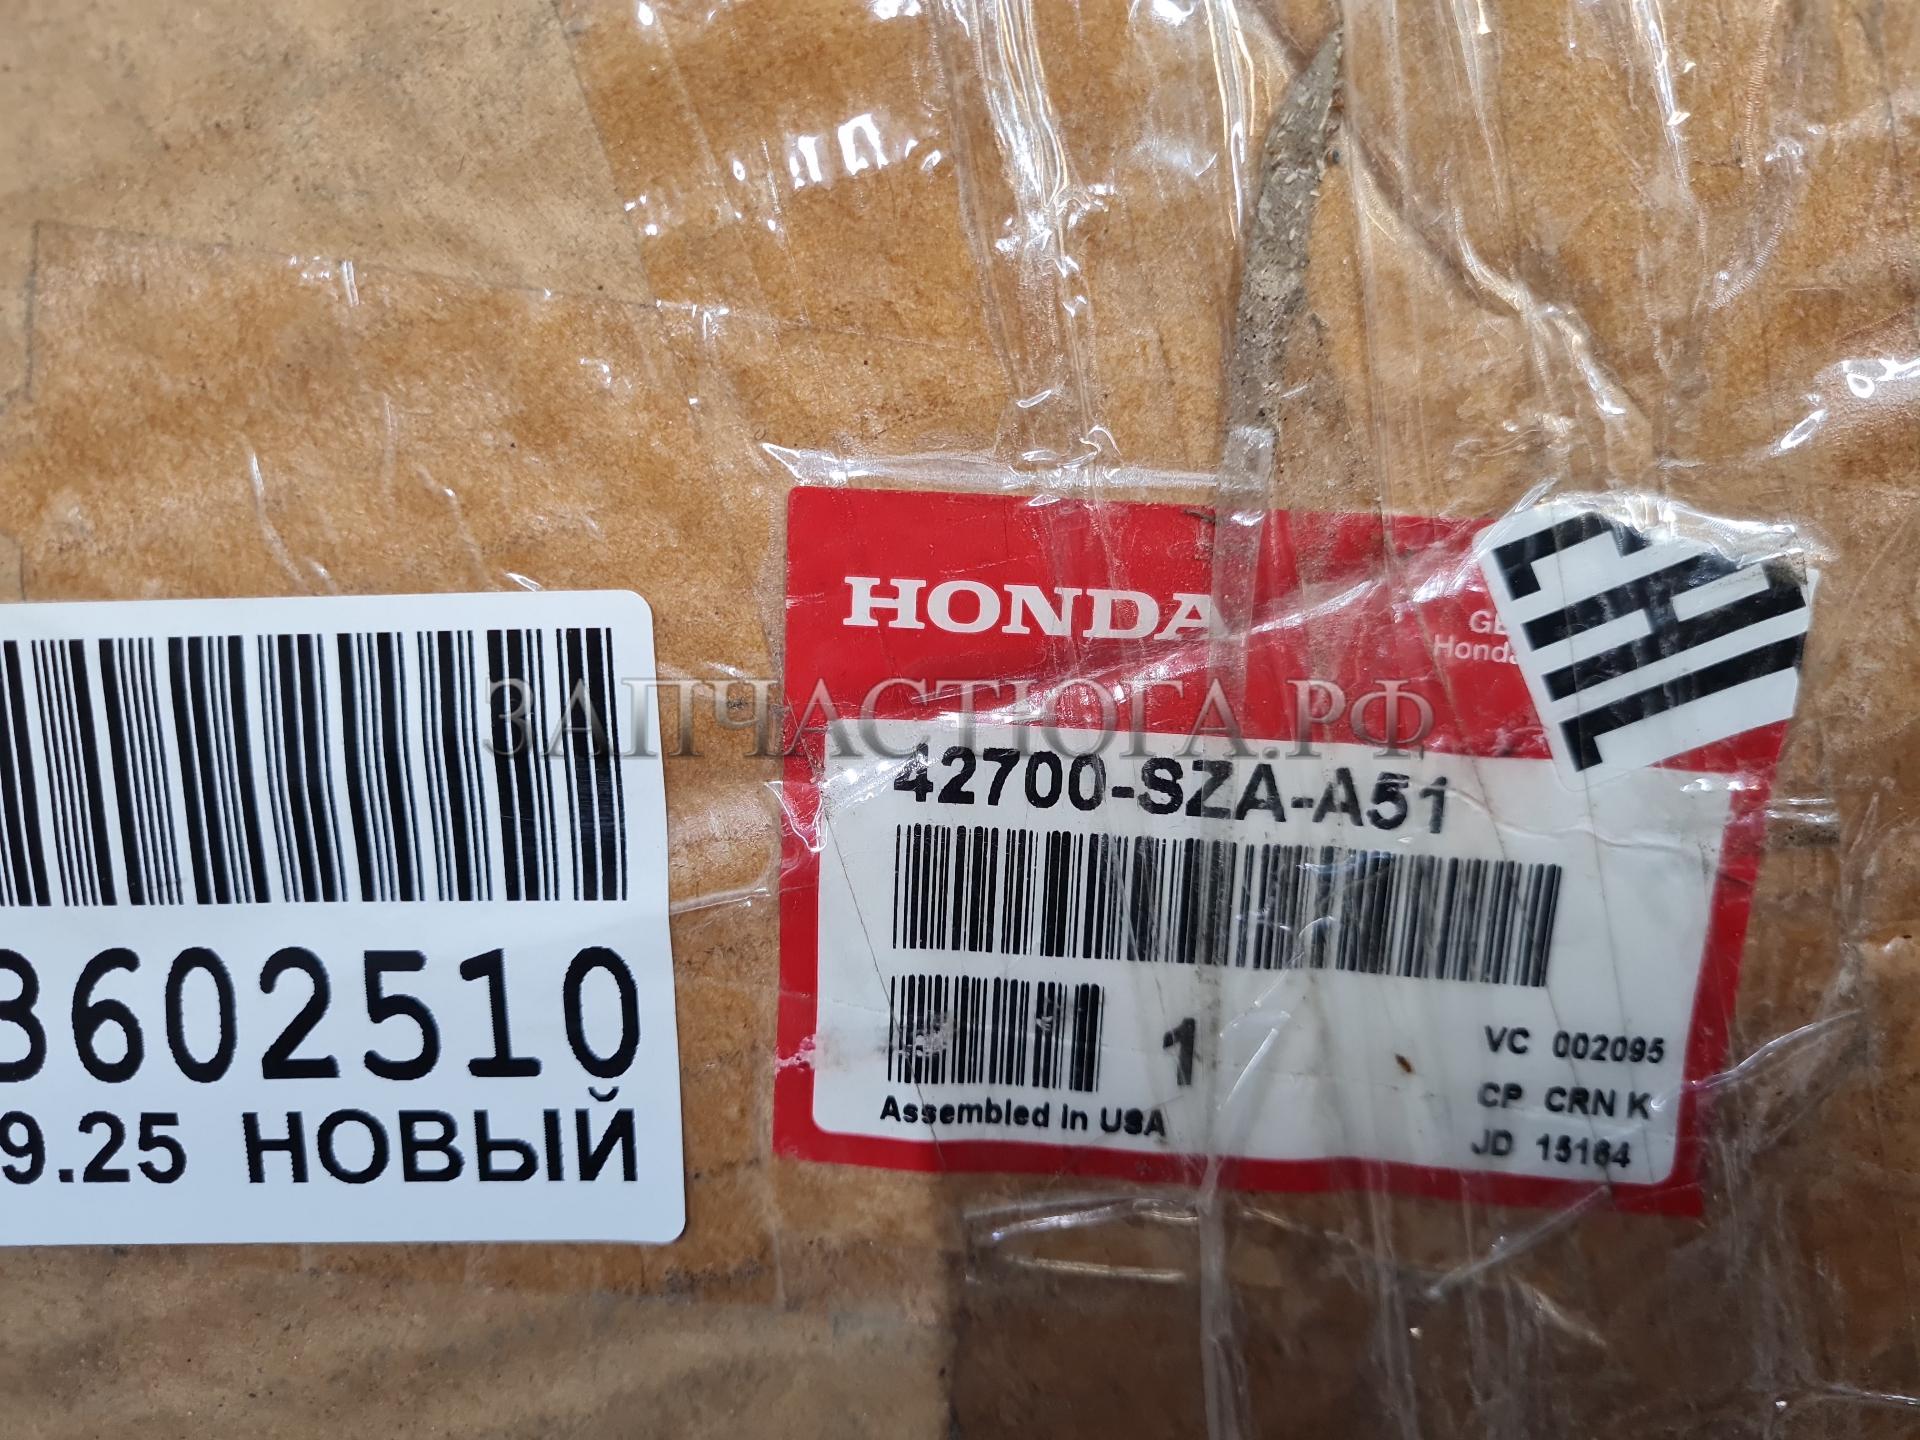 HONDA
Honda
ЗАПЧАСТЮГА.РФ
42700-SZA-A51
1
VC 002095
CP CRN K
Assembled in USA
JD 15164
3602510
9.25 НОВЫЙ